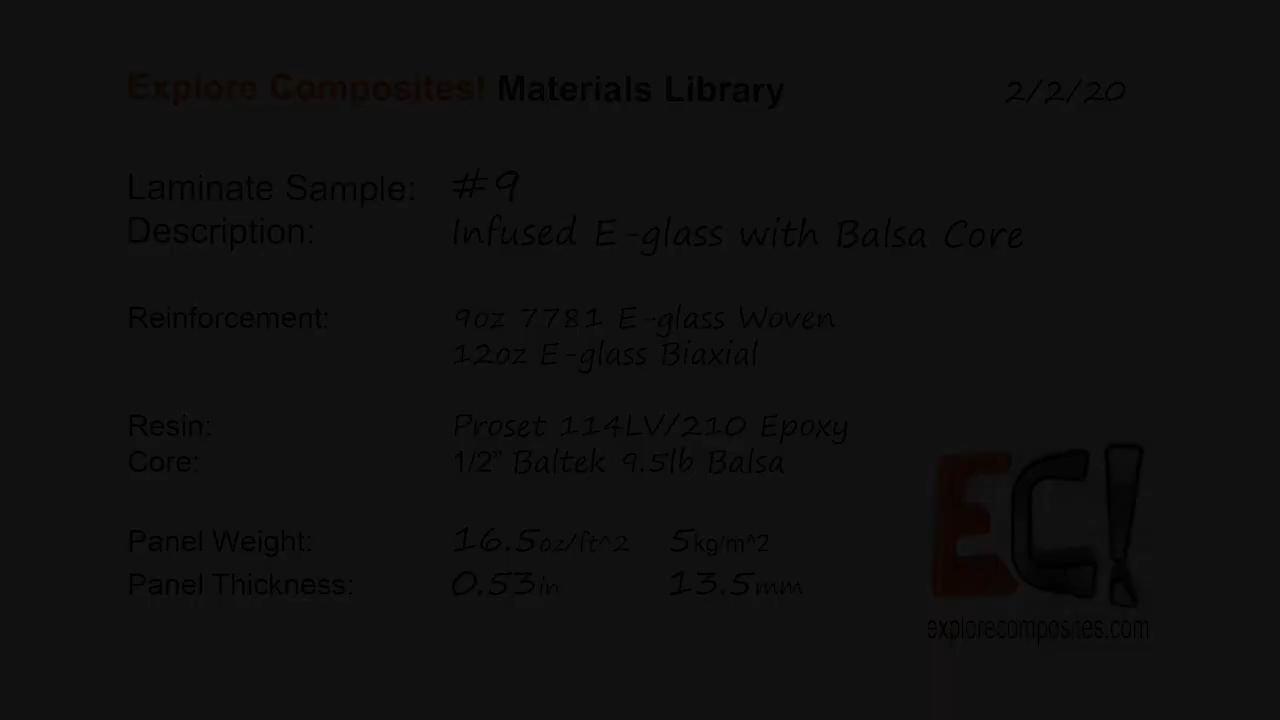 Explore Composites! Materials Library 2/2/20
Laminate Sample: #9
Description: Infused E-glass with Balsa Core
Reinforcement: 9oz 7781 E-glass Woven
12oz E-glass Biaxial
Resin: Proset 114LV/210 Epoxy
Core: 1/2" Baltek 9.5lb Balsa
Panel Weight: 16.5oz/ft^2 5kg/m^2
Panel Thickness: 0.53in 13.5mm
EC!
explorecomposites.com